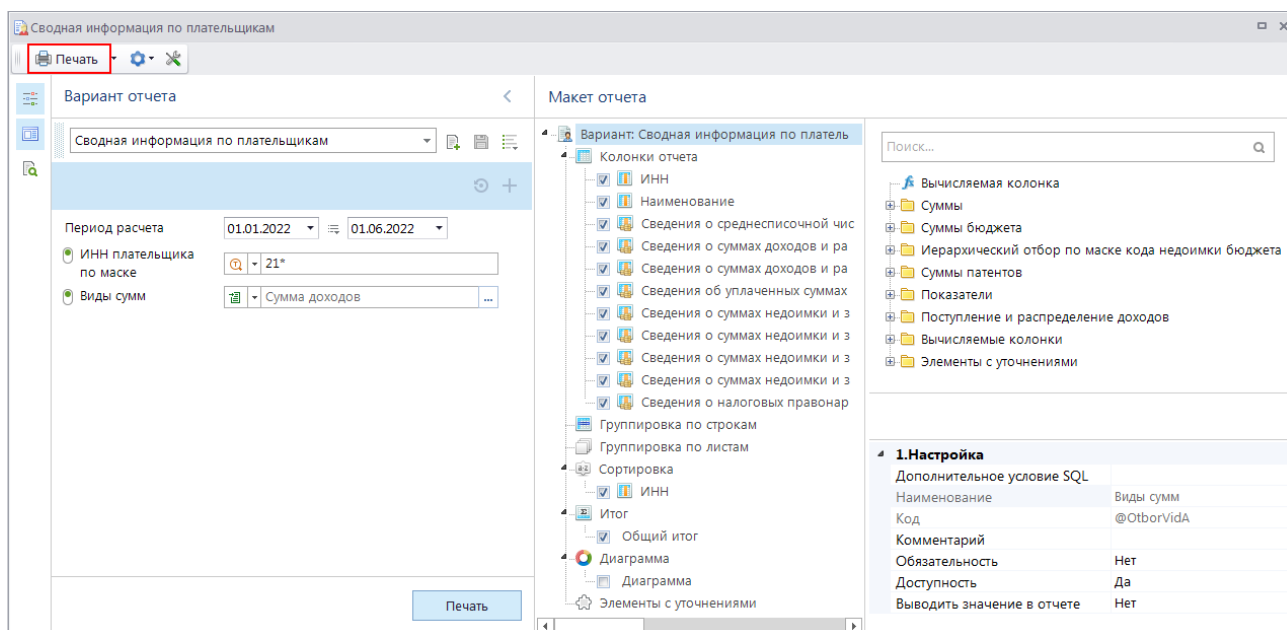 Сводная информация по плательщикам
Печать
Вариант отчета
Сводная информация по плательщикам
Период расчета 01.01.2022 01.06.2022
ИНН плательщика
по маске
21*
Виды сумм Сумма доходов ...
Печать
Макет отчета
Вариант: Сводная информация по платель
Колонки отчета
ИНН
Наименование
Сведения о среднесписочной чис
Сведения о суммах доходов и ра
Сведения о суммах доходов и ра
Сведения об уплаченных суммах
Сведения о суммах недоимки и з
Сведения о суммах недоимки и з
Сведения о суммах недоимки и з
Сведения о суммах недоимки и з
Сведения о налоговых правонар
Группировка по строкам
Группировка по листам
Сортировка
ИНН
Итог
Общий итог
Диаграмма
Диаграмма
Элементы с уточнениями
Поиск...
Вычисляемая колонка
Суммы
Суммы бюджета
Иерархический отбор по маске кода недоимки бюджета
Суммы патентов
Показатели
Поступление и распределение доходов
Вычисляемые колонки
Элементы с уточнениями
1.Настройка
Дополнительное условие SQL
Наименование Виды сумм
Код @OtborVidA
Комментарий
Обязательность Нет
Доступность Да
Выводить значение в отчете Нет